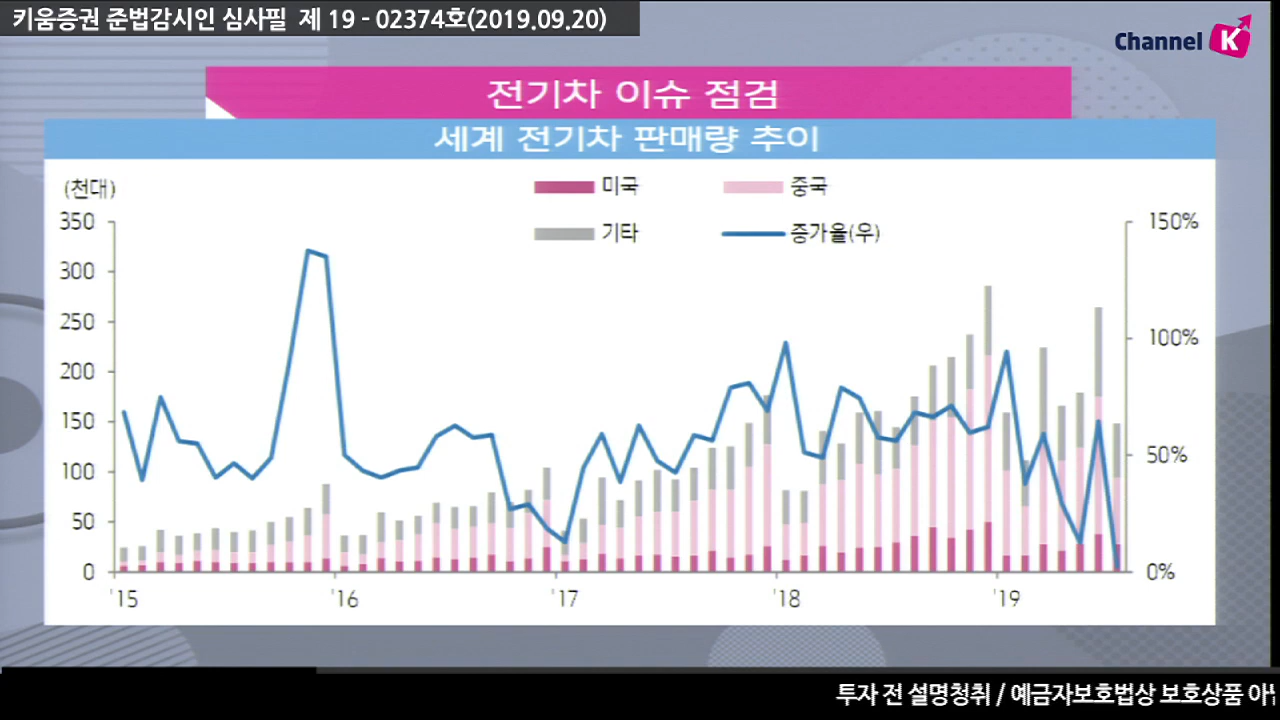 키움증권 준법감시인 심사필 제 19 - 02374호(2019.09.20)
Channel K
전기차 이슈 점검
세계 전기차 판매량 추이
(천대)
미국 중국
기타 증가율(우)
350 150%
300
250
100%
200
150
50%
100
50
0 0%
'15 '16 '17 '18 '19
투자 전 설명청취 / 예금자보호법상 보호상품